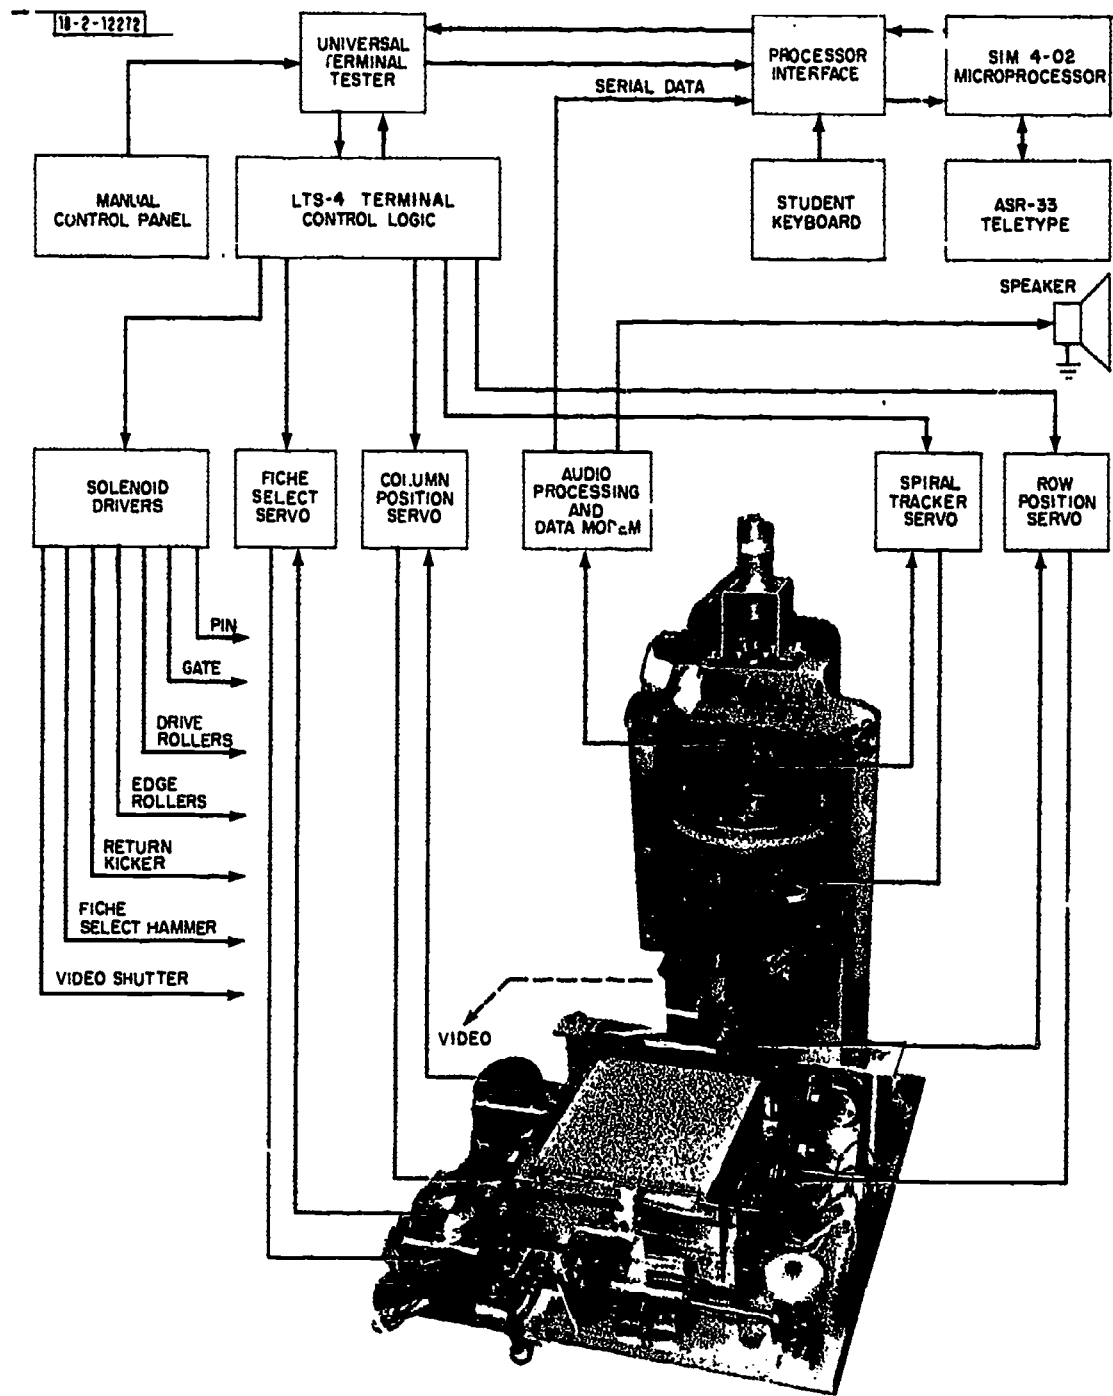 18-2-12272
UNIVERSAL
TERMINAL
TESTER
PROCESSOR
INTERFACE
SIM 4-02
MICROPROCESSOR
SERIAL DATA
MANUAL
CONTROL PANEL
LTS-4 TERMINAL
CONTROL LOGIC
STUDENT
KEYBOARD
ASR-33
TELETYPE
SPEAKER
SOLENOID
DRIVERS
FICHE
SELECT
SERVO
COLUMN
POSITION
SERVO
AUDIO
PROCESSING
AND
DATA MODEM
SPIRAL
TRACKER
SERVO
ROW
POSITION
SERVO
PIN
GATE
DRIVE
ROLLERS
EDGE
ROLLERS
RETURN
KICKER
FICHE
SELECT HAMMER
VIDEO SHUTTER
VIDEO